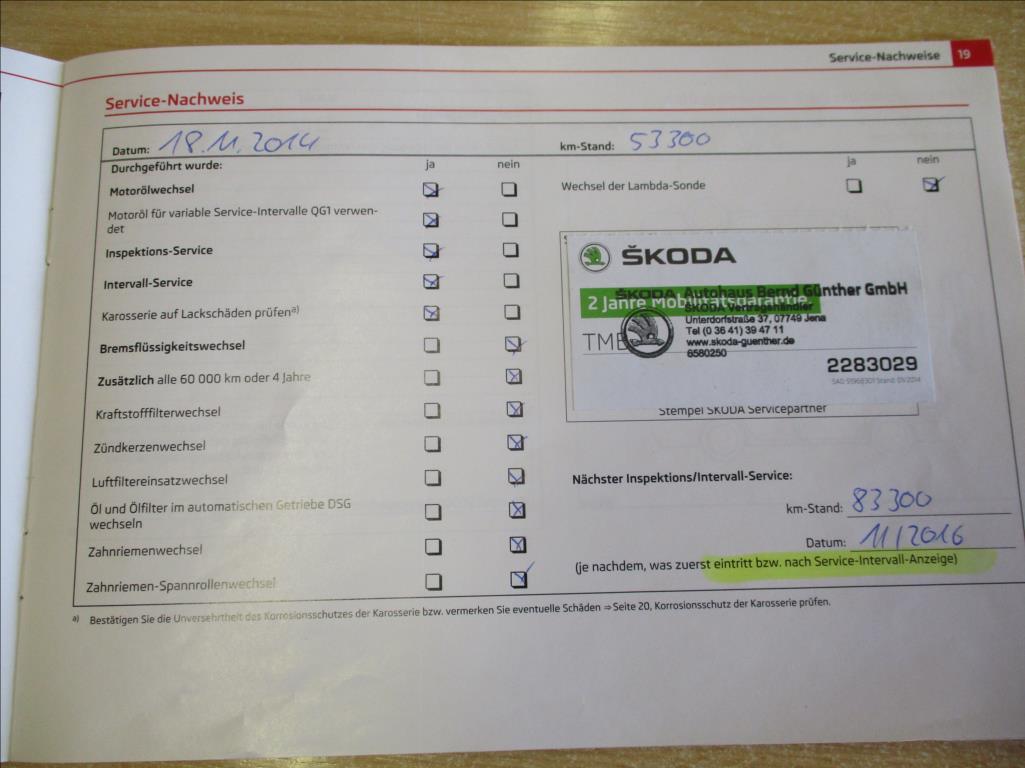 Service-Nachweise 19
Service-Nachweis
Datum: 18.11.2014
km-Stand: 53300
Durchgeführt wurde: ja nein
ja nein
Motorölwechsel
Wechsel der Lambda-Sonde
Motoröl für variable Service-Intervalle QG1 verwen-
det
Inspektions-Service
Intervall-Service
Karosserie auf Lackschäden prüfen a)
Bremsflüssigkeitswechsel
Zusätzlich alle 60 000 km oder 4 Jahre
Kraftstofffilterwechsel
Zündkerzenwechsel
Luftfiltereinsatzwechsel
Öl und Ölfilter im automatischen Getriebe DSG
wechseln
Zahnriemenwechsel
Zahnriemen-Spannrollenwechsel
ŠKODA
2 Jahre Mobilitätsgarantie
ŠKODA Autohaus Bernd Günther GmbH
ŠKODA Vertragshändler
Unterdorfstraße 37, 07749 Jena
Tel (0 36 41) 39 47 11
www.skoda-guenther.de
6580250
2283029
Stempel ŠKODA Servicepartner
Nächster Inspektions/Intervall-Service:
km-Stand: 83300
Datum: 11/2016
(je nachdem, was zuerst eintritt bzw. nach Service-Intervall-Anzeige)
a) Bestätigen Sie die Unversehrtheit des Korrosionsschutzes der Karosserie bzw. vermerken Sie eventuelle Schäden ⇒ Seite 20, Korrosionsschutz der Karosserie prüfen.